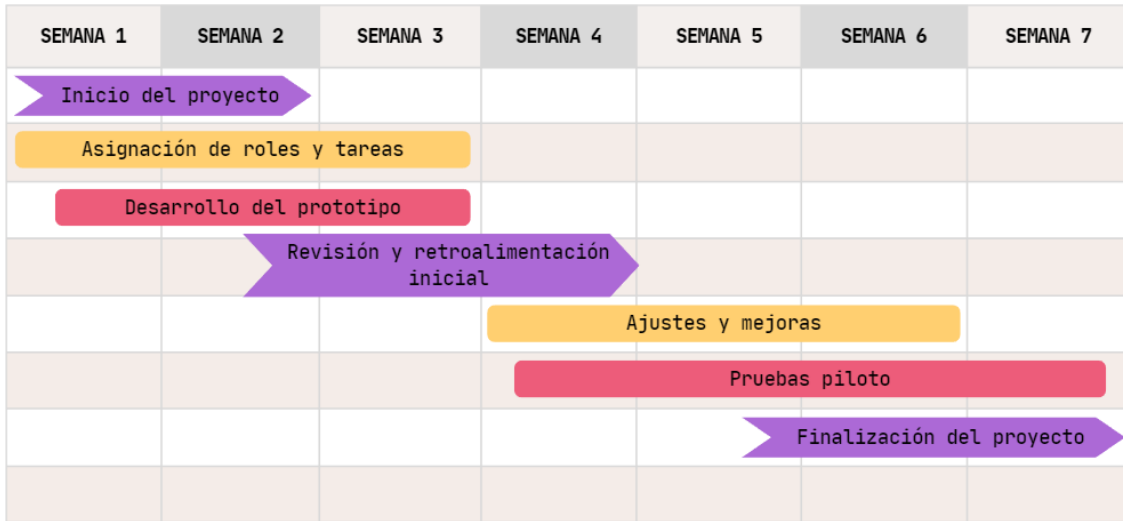 SEMANA 1 SEMANA 2 SEMANA 3 SEMANA 4 SEMANA 5 SEMANA 6 SEMANA 7
Inicio del proyecto
Asignación de roles y tareas
Desarrollo del prototipo
Revisión y retroalimentación
inicial
Ajustes y mejoras
Pruebas piloto
Finalización del proyecto